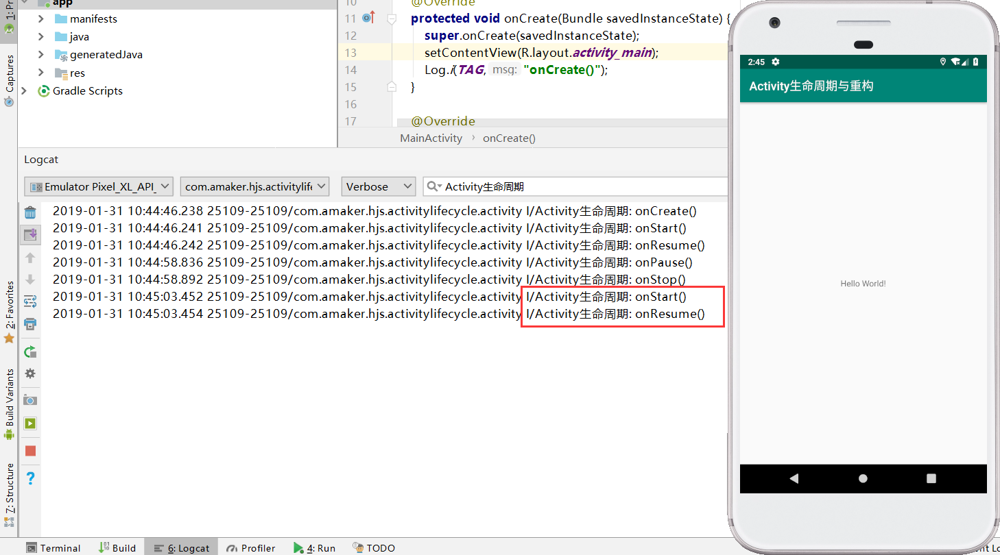 1: Pr
app
manifests
java
generatedJava
res
Gradle Scripts
Captures
2: Favorites
Build Variants
7: Structure
10 @Override
11 protected void onCreate(Bundle savedInstanceState) {
12 super.onCreate(savedInstanceState);
13 setContentView(R.layout.activity_main);
14 Log.i(TAG, msg: "onCreate()");
15 }
16
17 @Override
MainActivity › onCreate()
Logcat
Emulator Pixel_XL_API_ com.amaker.hjs.activitylife Verbose Activity生命周期
2019-01-31 10:44:46.238 25109-25109/com.amaker.hjs.activitylifecycle.activity I/Activity生命周期: onCreate()
2019-01-31 10:44:46.241 25109-25109/com.amaker.hjs.activitylifecycle.activity I/Activity生命周期: onStart()
2019-01-31 10:44:46.242 25109-25109/com.amaker.hjs.activitylifecycle.activity I/Activity生命周期: onResume()
2019-01-31 10:44:58.836 25109-25109/com.amaker.hjs.activitylifecycle.activity I/Activity生命周期: onPause()
2019-01-31 10:44:58.892 25109-25109/com.amaker.hjs.activitylifecycle.activity I/Activity生命周期: onStop()
2019-01-31 10:45:03.452 25109-25109/com.amaker.hjs.activitylifecycle.activity I/Activity生命周期: onStart()
2019-01-31 10:45:03.454 25109-25109/com.amaker.hjs.activitylifecycle.activity I/Activity生命周期: onResume()
2:45
Activity生命周期与重构
Hello World!
Terminal Build 6: Logcat Profiler 4: Run TODO